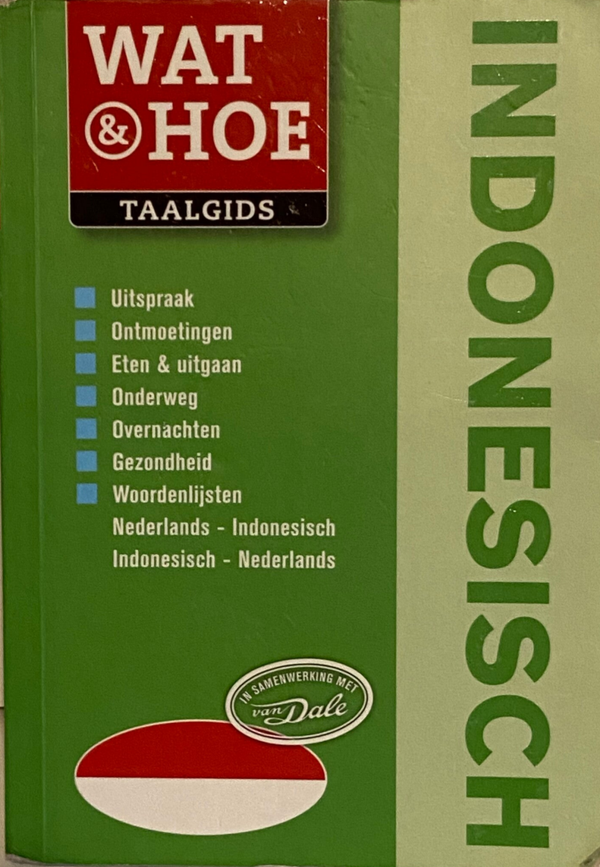 WAT
& HOE
TAALGIDS
INDONESISCH
Uitspraak
Ontmoetingen
Eten & uitgaan
Onderweg
Overnachten
Gezondheid
Woordenlijsten
Nederlands - Indonesisch
Indonesisch - Nederlands
IN SAMENWERKING MET
van Dale